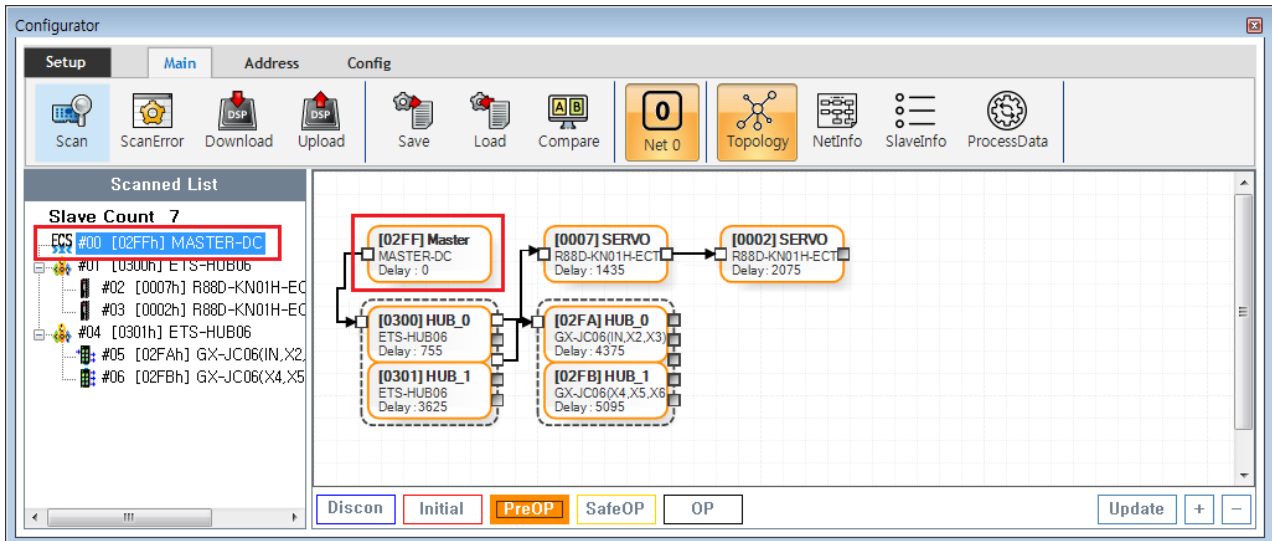 Configurator
Setup Main Address Config
Scan ScanError Download Upload Save Load Compare Net 0 Topology NetInfo SlaveInfo ProcessData
DSP DSP A B 0
Scanned List
Slave Count 7
ECS #00 [02FFh] MASTER-DC
#01 [0300h] ETS-HUB06
#02 [0007h] R88D-KN01H-EC
#03 [0002h] R88D-KN01H-EC
#04 [0301h] ETS-HUB06
#05 [02FAh] GX-JC06(IN,X2,
#06 [02FBh] GX-JC06(X4,X5
[02FF] Master
MASTER-DC
Delay : 0
[0007] SERVO
R88D-KN01H-ECT
Delay : 1435
[0002] SERVO
R88D-KN01H-ECT
Delay : 2075
[0300] HUB_0
ETS-HUB06
Delay : 755
[02FA] HUB_0
GX-JC06(IN,X2,X3)
Delay : 4375
[0301] HUB_1
ETS-HUB06
Delay : 3625
[02FB] HUB_1
GX-JC06(X4,X5,X6
Delay : 5095
Discon Initial PreOP SafeOP OP Update + −